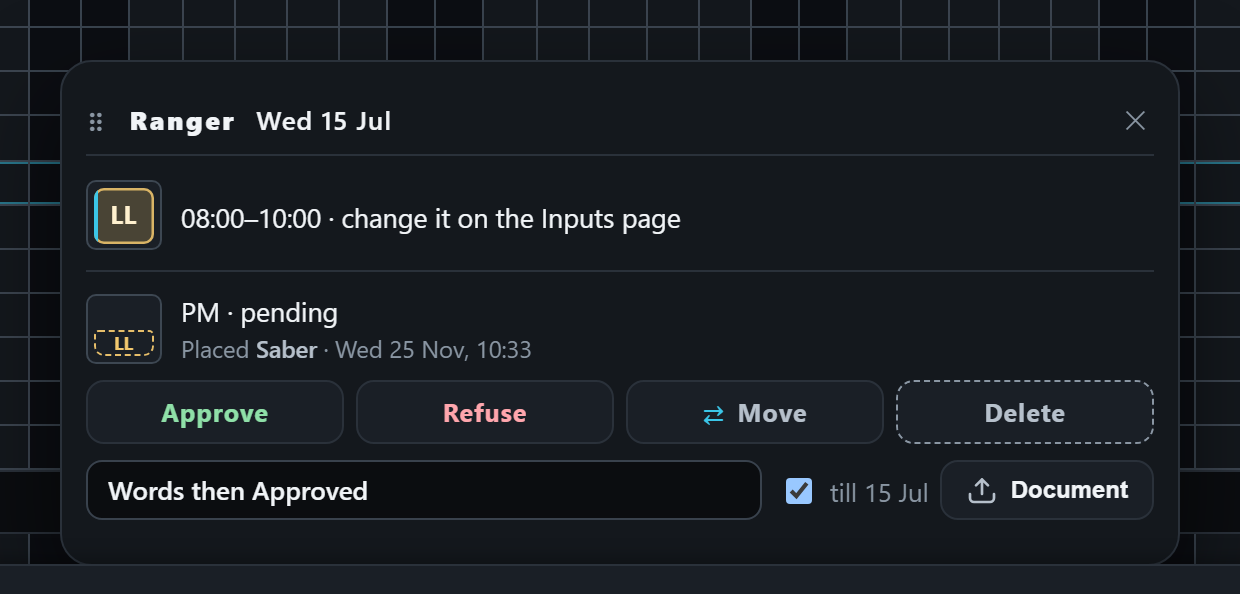 Ranger Wed 15 Jul
LL 08:00–10:00 · change it on the Inputs page
PM · pending
LL Placed Saber · Wed 25 Nov, 10:33
Approve Refuse Move Delete
Words then Approved till 15 Jul Document